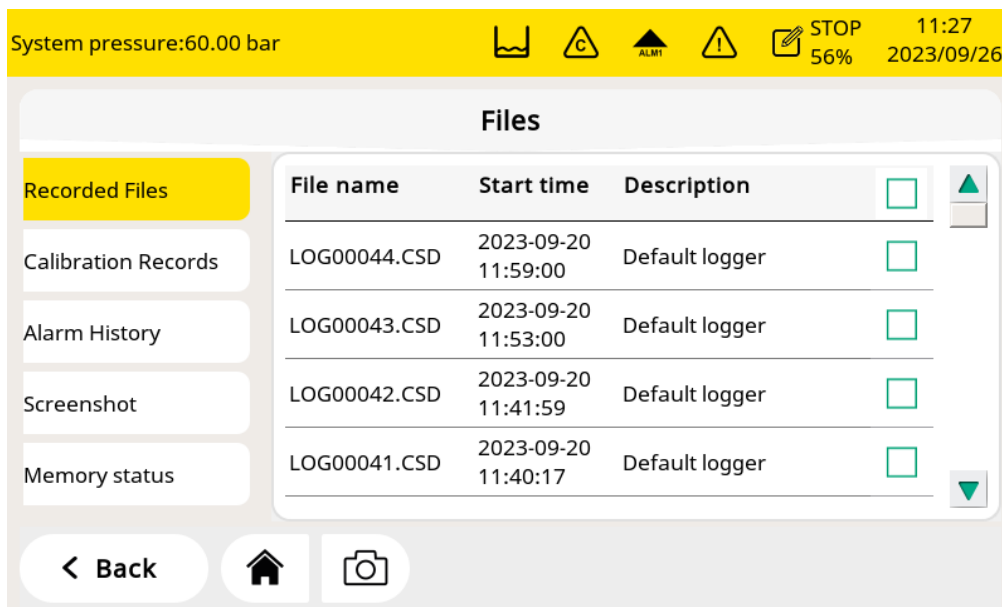 System pressure:60.00 bar
C
ALM1
STOP
56%
11:27
2023/09/26
Files
Recorded Files
Calibration Records
Alarm History
Screenshot
Memory status
File name Start time Description
LOG00044.CSD 2023-09-20 11:59:00 Default logger
LOG00043.CSD 2023-09-20 11:53:00 Default logger
LOG00042.CSD 2023-09-20 11:41:59 Default logger
LOG00041.CSD 2023-09-20 11:40:17 Default logger
Back